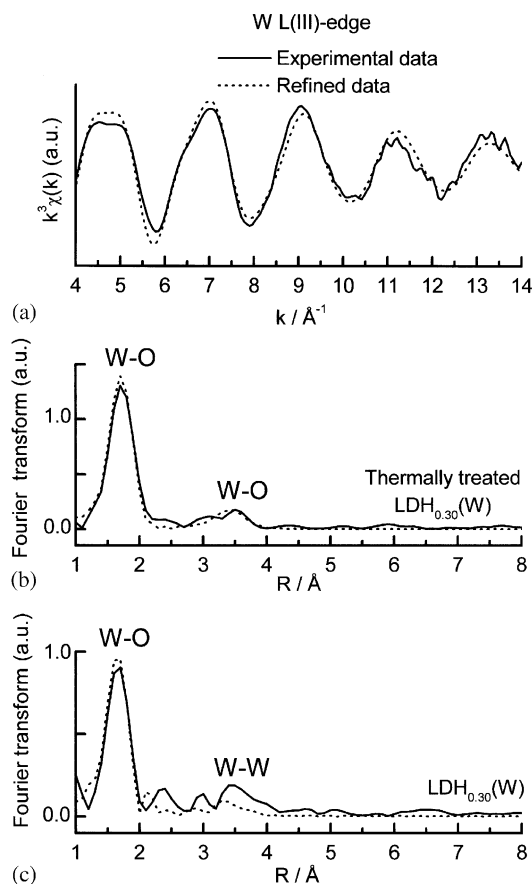 W L(III)-edge
Experimental data
Refined data
k³χ(k) (a.u.)
4 5 6 7 8 9 10 11 12 13 14
k / Å⁻¹
(a)
W-O
Fourier transform (a.u.)
1.0
0.0
W-O
Thermally treated
LDH₀.₃₀(W)
1 2 3 4 5 6 7 8
R / Å
(b)
W-O
Fourier transform (a.u.)
1.0
0.0
W-W
LDH₀.₃₀(W)
1 2 3 4 5 6 7 8
R / Å
(c)